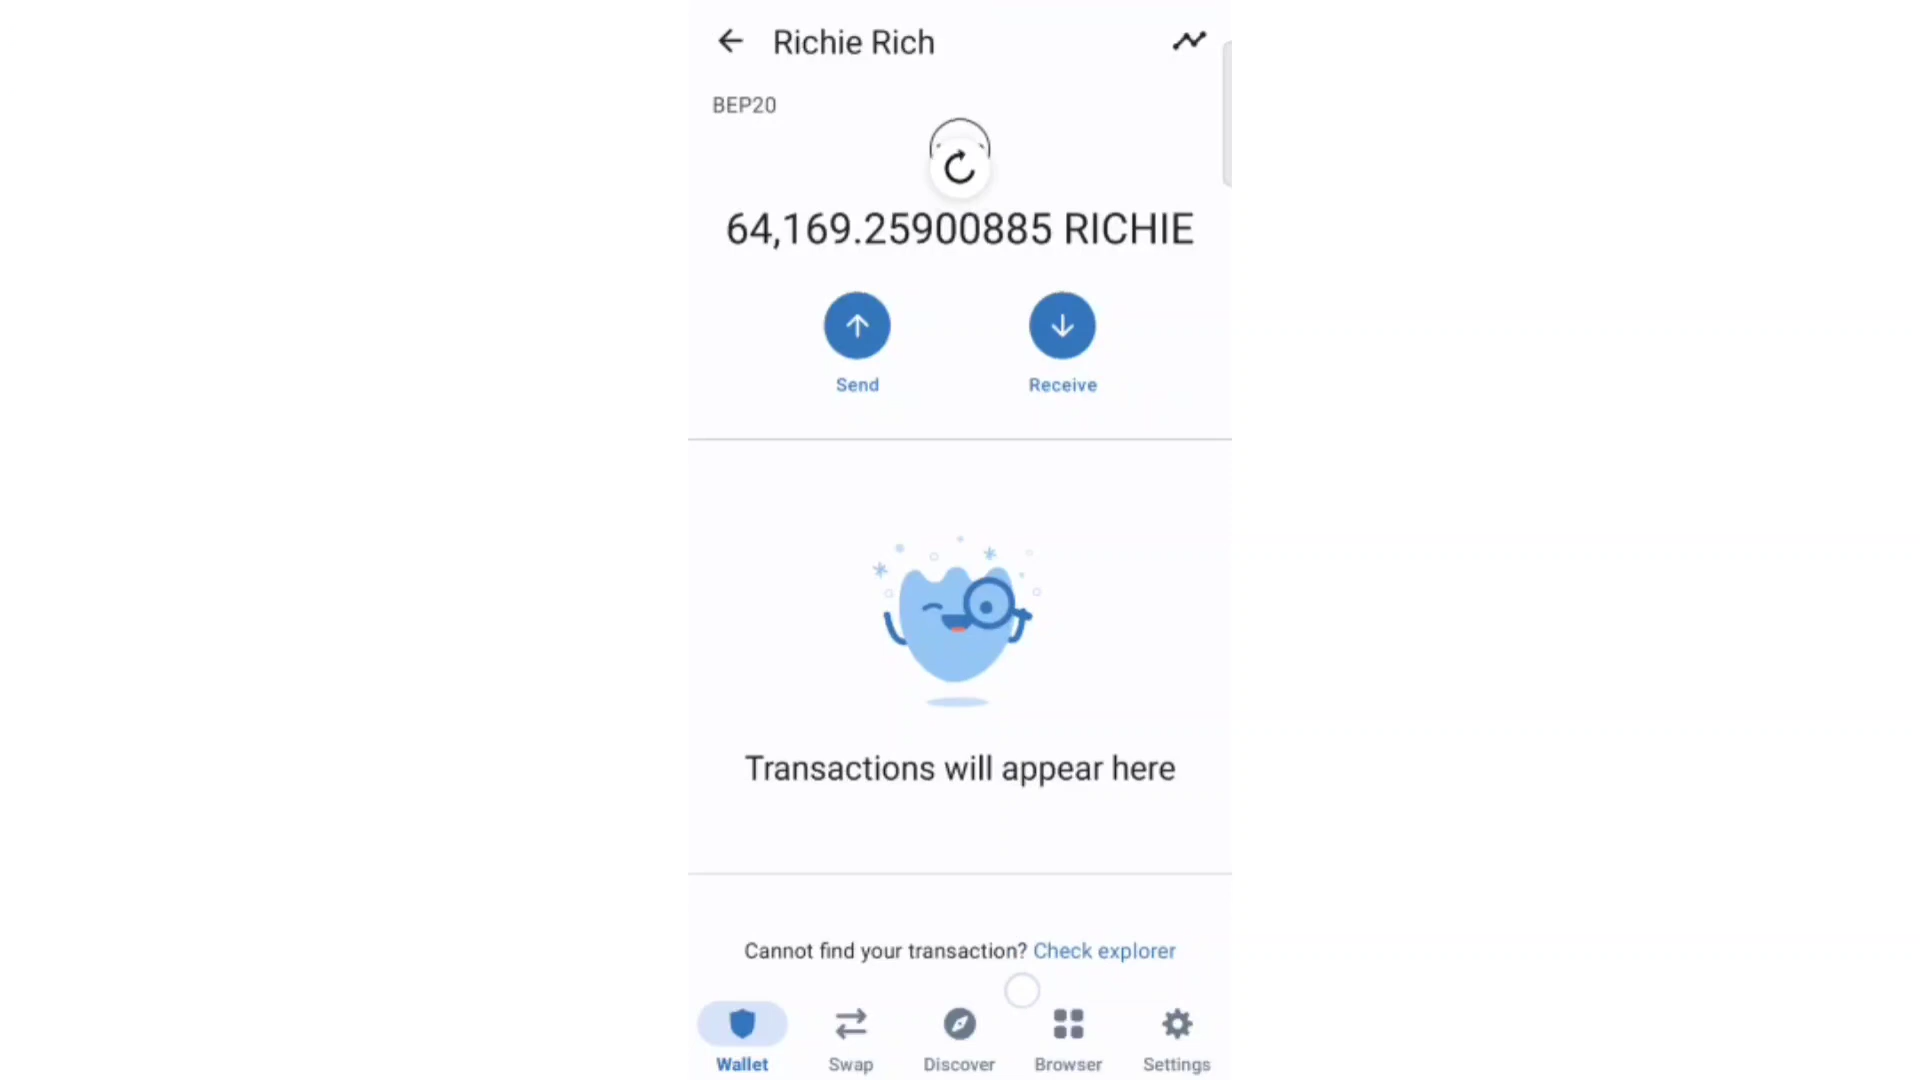 Richie Rich
BEP20
64,169.25900885 RICHIE
Send
Receive
Transactions will appear here
Cannot find your transaction? Check explorer
Wallet
Swap
Discover
Browser
Settings